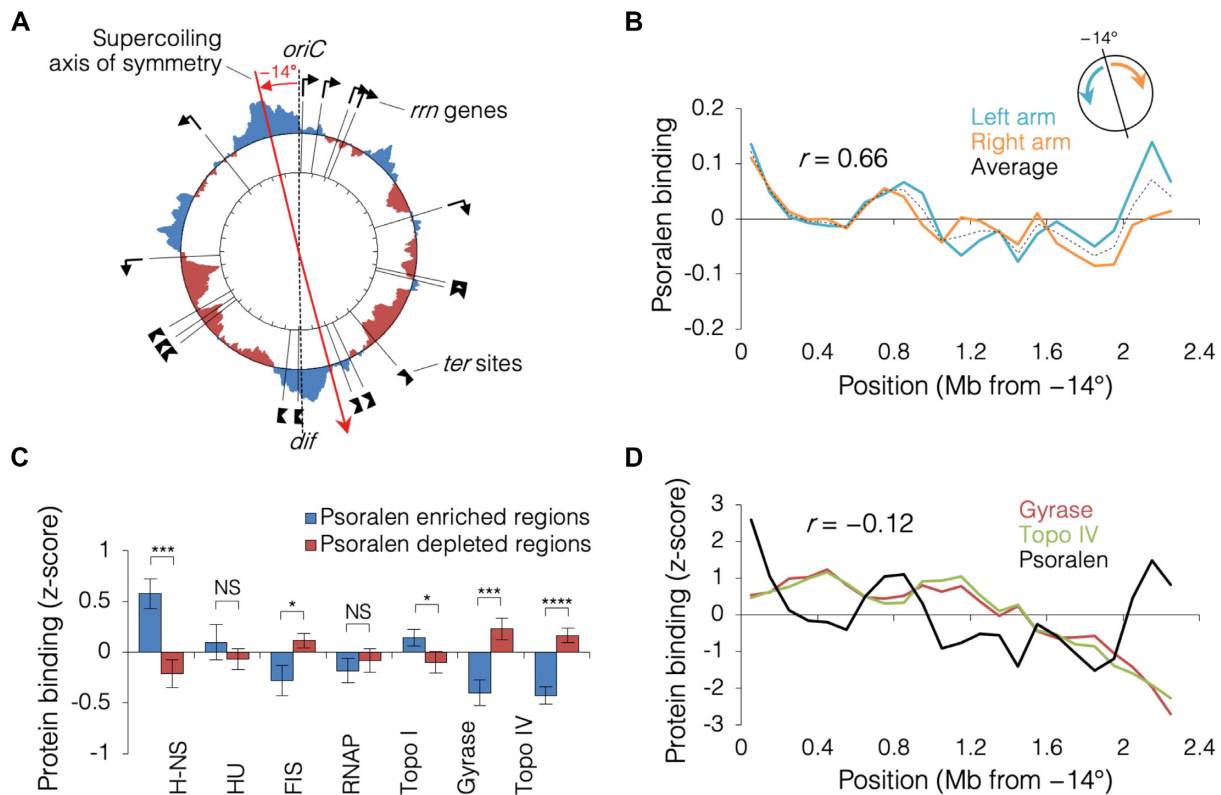 A
Supercoiling
axis of symmetry
oriC
−14°
rrn genes
ter sites
dif
B
−14°
Psoralen binding
0.2
0.1
0
-0.1
-0.2
r = 0.66
Left arm
Right arm
Average
0 0.4 0.8 1.2 1.6 2 2.4
Position (Mb from −14°)
C
Protein binding (z-score)
Psoralen enriched regions
Psoralen depleted regions
1
0.5
0
-0.5
-1
*** NS * NS * *** ****
H-NS HU FIS RNAP Topo I Gyrase Topo IV
D
Protein binding (z-score)
3
2
1
0
-1
-2
-3
r = −0.12
Gyrase
Topo IV
Psoralen
0 0.4 0.8 1.2 1.6 2 2.4
Position (Mb from −14°)